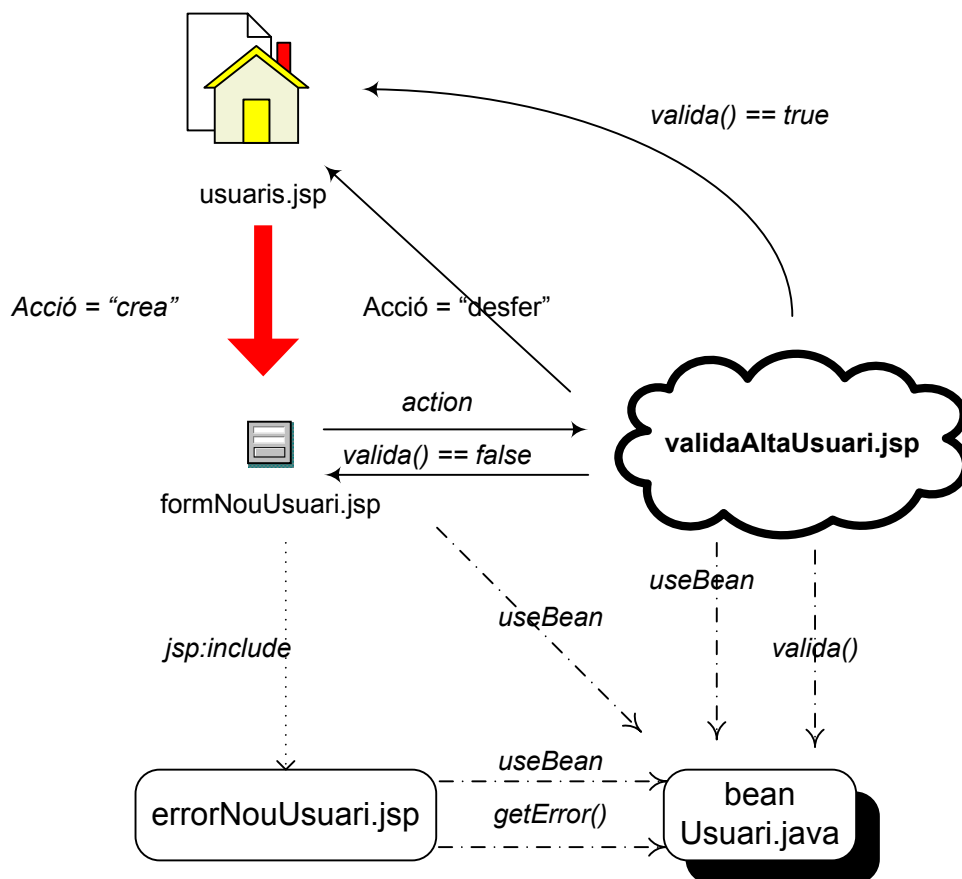 valida() == true
usuaris.jsp
Acció = “crea”
Acció = “desfer”
action
validaAltaUsuari.jsp
valida() == false
formNouUsuari.jsp
useBean
useBean
jsp:include
valida()
useBean
errorNouUsuari.jsp
getError()
bean
Usuari.java